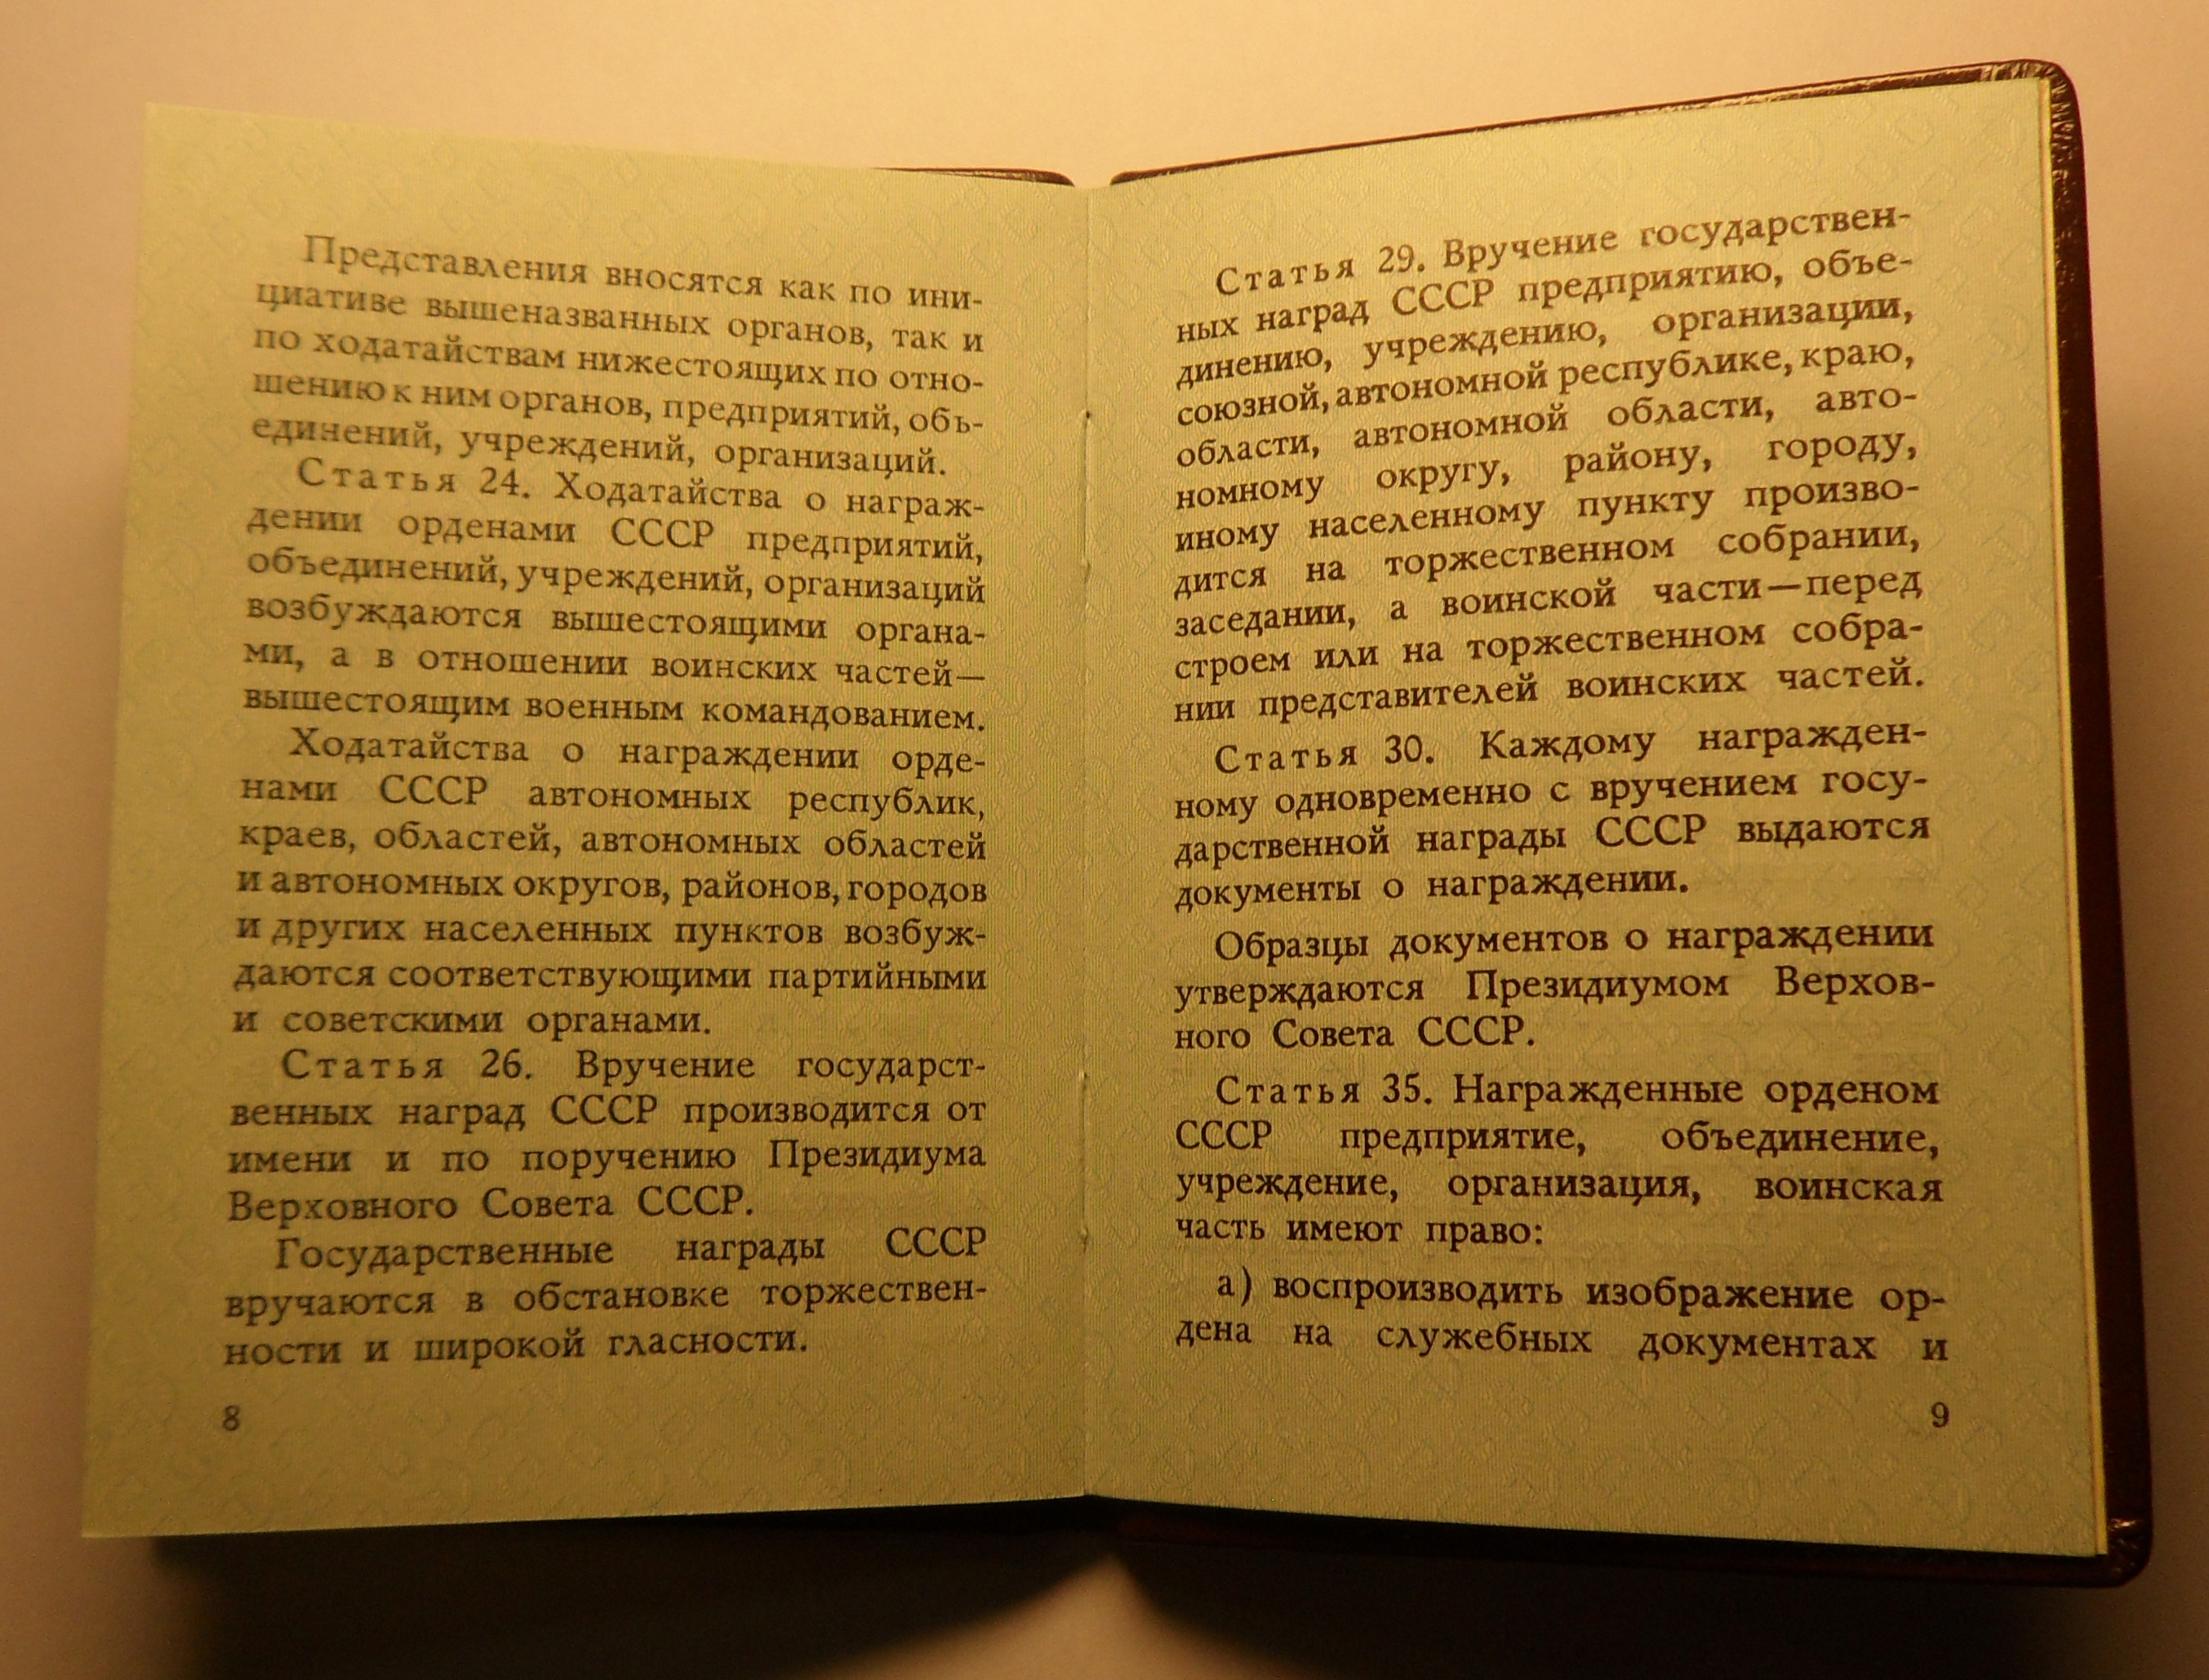 Представления вносятся как по ини-
циативе вышеназванных органов, так и
по ходатайствам нижестоящих по отно-
шению к ним органов, предприятий, объ-
единений, учреждений, организаций.
Статья 24. Ходатайства о награж-
дении орденами СССР предприятий,
объединений, учреждений, организаций
возбуждаются вышестоящими органа-
ми, а в отношении воинских частей—
вышестоящим военным командованием.
Ходатайства о награждении орде-
нами СССР автономных республик,
краев, областей, автономных областей
и автономных округов, районов, городов
и других населенных пунктов возбуж-
даются соответствующими партийными
и советскими органами.
Статья 26. Вручение государст-
венных наград СССР производится от
имени и по поручению Президиума
Верховного Совета СССР.
Государственные награды СССР
вручаются в обстановке торжествен-
ности и широкой гласности.
8
Статья 29. Вручение государствен-
ных наград СССР предприятию, объе-
динению, учреждению, организации,
союзной, автономной республике, краю,
области, автономной области, авто-
номному округу, району, городу,
иному населенному пункту произво-
дится на торжественном собрании,
заседании, а воинской части—перед
строем или на торжественном собра-
нии представителей воинских частей.
Статья 30. Каждому награжден-
ному одновременно с вручением госу-
дарственной награды СССР выдаются
документы о награждении.
Образцы документов о награждении
утверждаются Президиумом Верхов-
ного Совета СССР.
Статья 35. Награжденные орденом
СССР предприятие, объединение,
учреждение, организация, воинская
часть имеют право:
а) воспроизводить изображение ор-
дена на служебных документах и
9